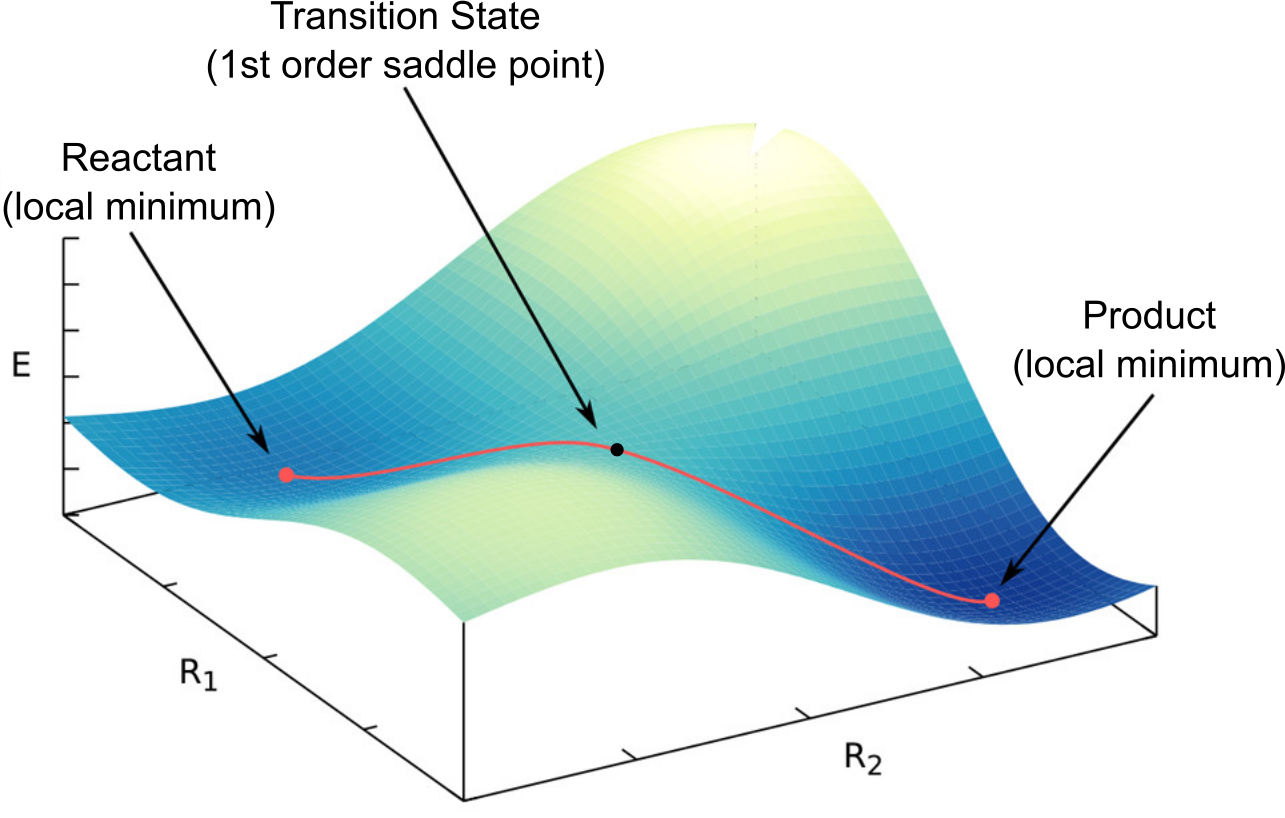 Transition State
(1st order saddle point)
Reactant
(local minimum)
Product
(local minimum)
E
R1
R2